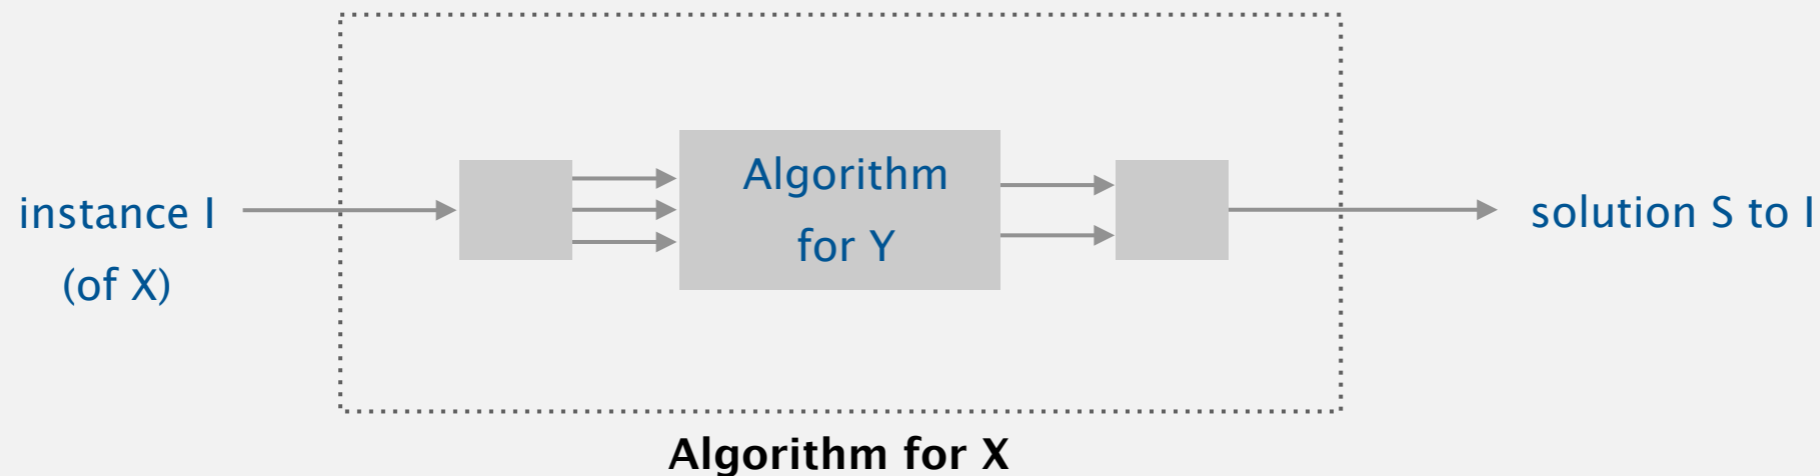 instance I
(of X)
Algorithm
for Y
solution S to I
Algorithm for X